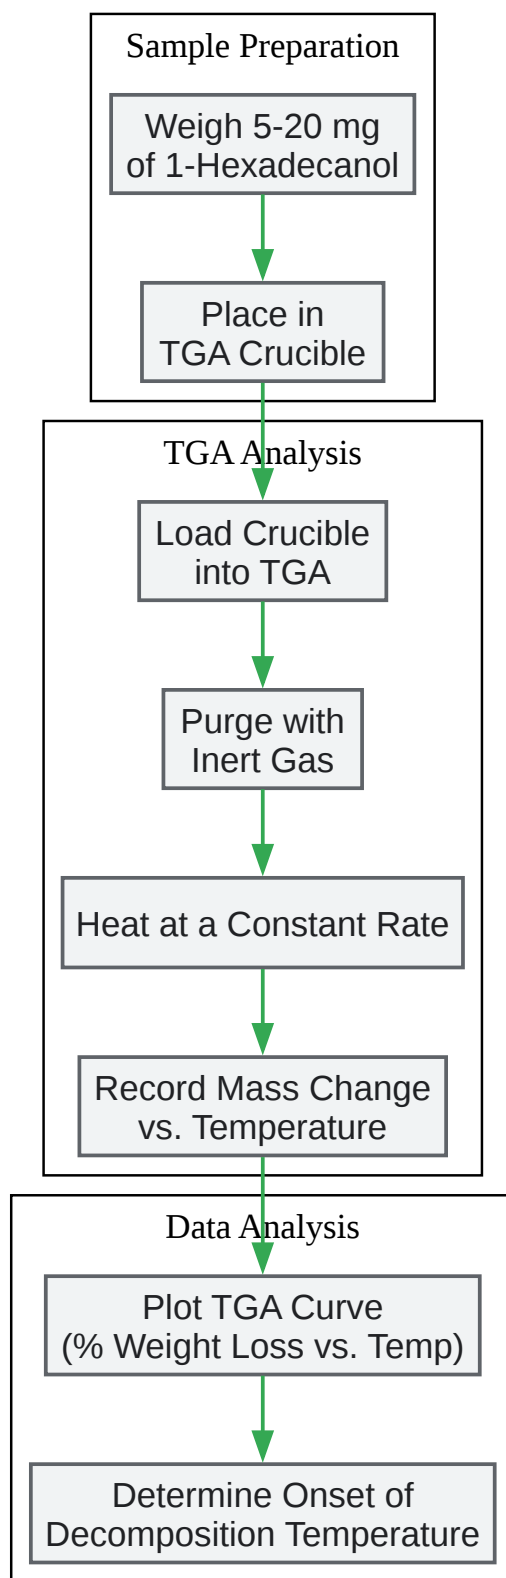 Sample Preparation
Weigh 5-20 mg
of 1-Hexadecanol
Place in
TGA Crucible
TGA Analysis
Load Crucible
into TGA
Purge with
Inert Gas
Heat at a Constant Rate
Record Mass Change
vs. Temperature
Data Analysis
Plot TGA Curve
(% Weight Loss vs. Temp)
Determine Onset of
Decomposition Temperature